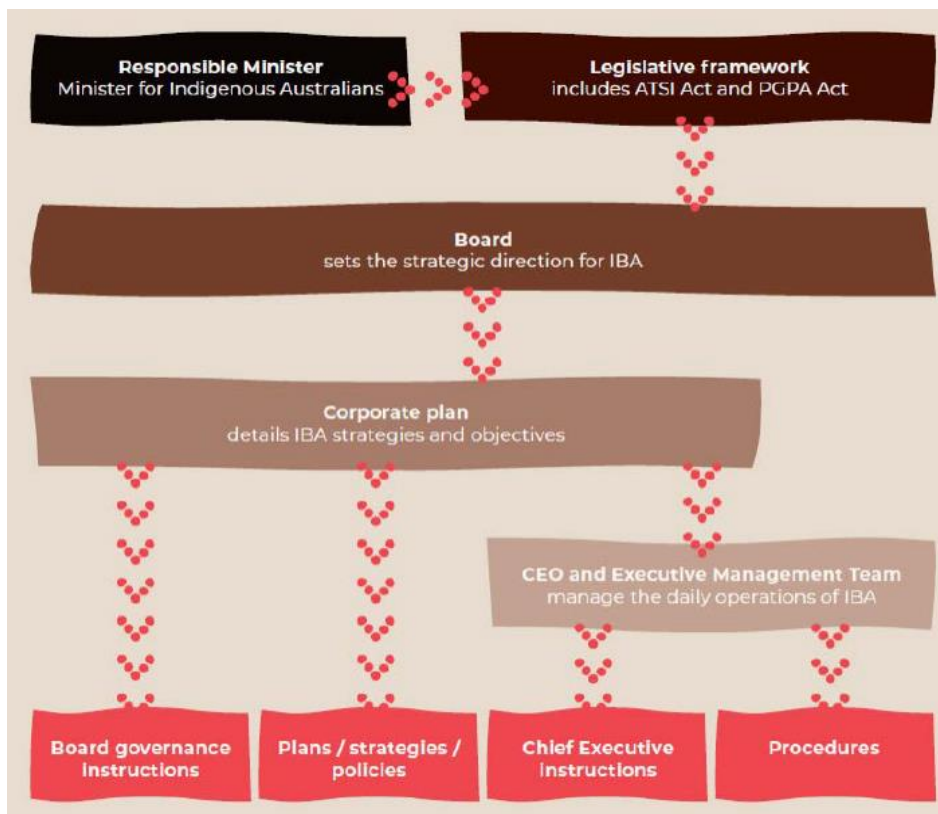 Responsible Minister
Minister for Indigenous Australians
Legislative framework
includes ATSI Act and PGPA Act
Board
sets the strategic direction for IBA
Corporate plan
details IBA strategies and objectives
CEO and Executive Management Team
manage the daily operations of IBA
Board governance
instructions
Plans / strategies /
policies
Chief Executive
Instructions
Procedures